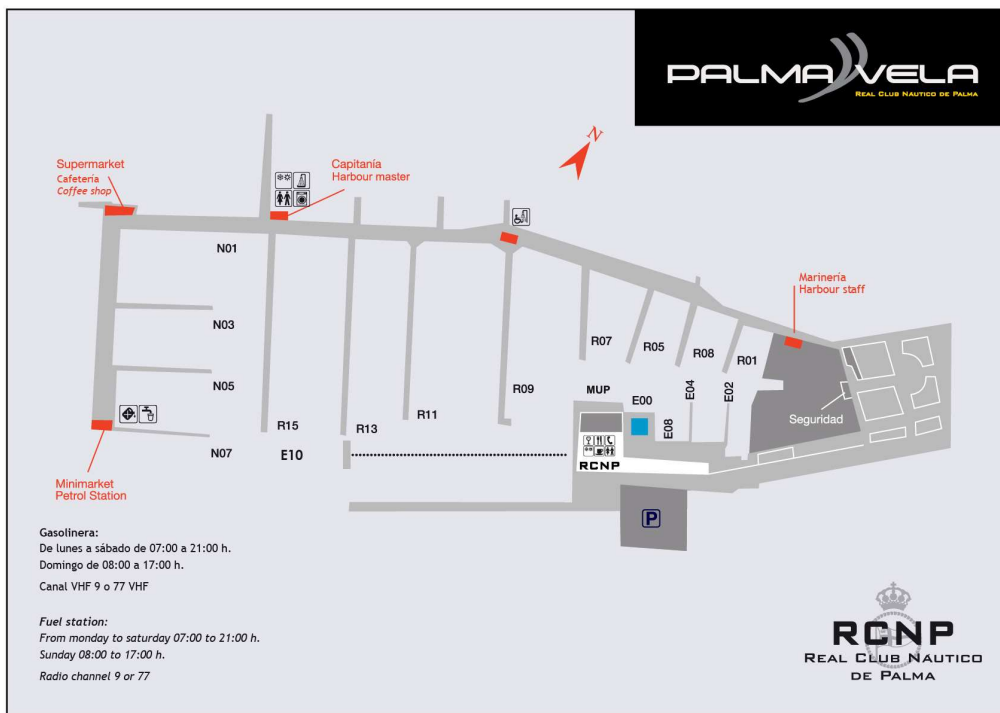 PALMA VELA
REAL CLUB NAUTICO DE PALMA
N
Supermarket
Cafetería
Coffee shop
Capitanía
Harbour master
Marinería
Harbour staff
N01
N03
N05
N07
R15
E10
R13
R11
R09
R07
R05
R08
R01
MUP
E00
E04
E02
E08
Seguridad
RCNP
P
Minimarket
Petrol Station
Gasolinera:
De lunes a sábado de 07:00 a 21:00 h.
Domingo de 08:00 a 17:00 h.
Canal VHF 9 o 77 VHF
Fuel station:
From monday to saturday 07:00 to 21:00 h.
Sunday 08:00 to 17:00 h.
Radio channel 9 or 77
RCNP
REAL CLUB NAUTICO
DE PALMA